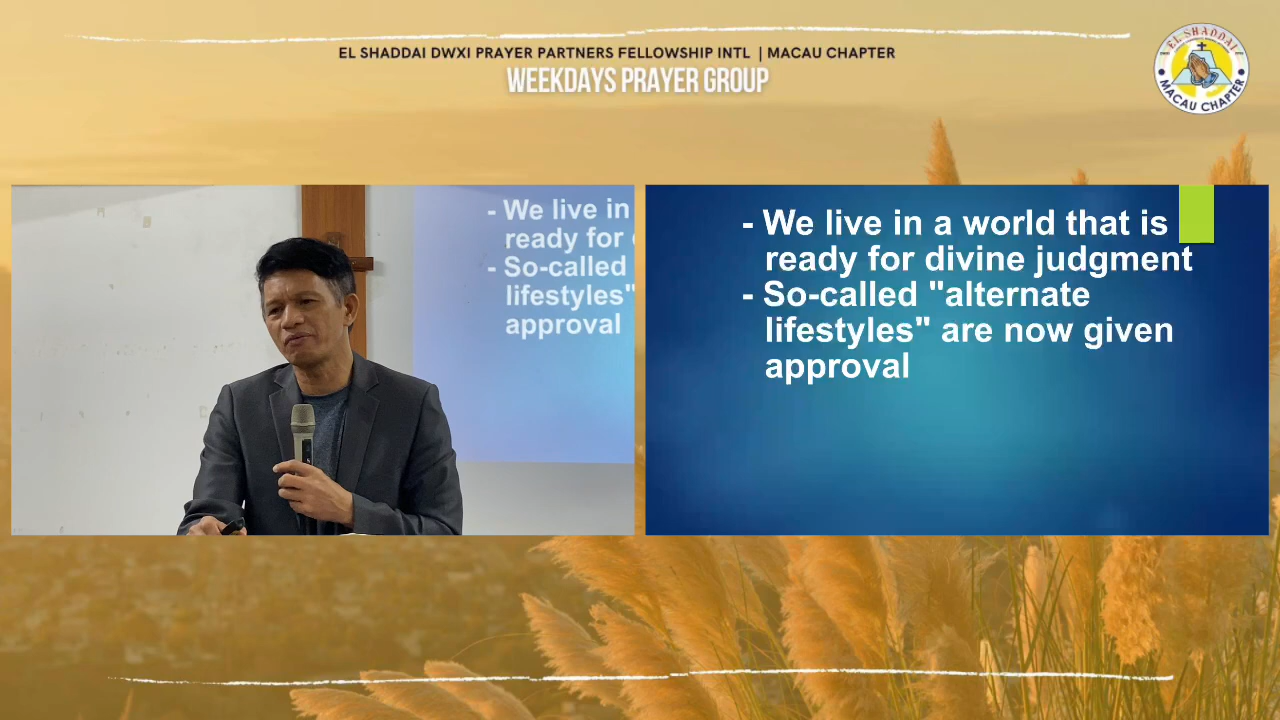 EL SHADDAI DWXI PRAYER PARTNERS FELLOWSHIP INTL | MACAU CHAPTER
WEEKDAYS PRAYER GROUP
EL SHADDAI
MACAU CHAPTER
- We live in
ready for
- So-called
lifestyles"
approval
- We live in a world that is
ready for divine judgment
- So-called "alternate
lifestyles" are now given
approval